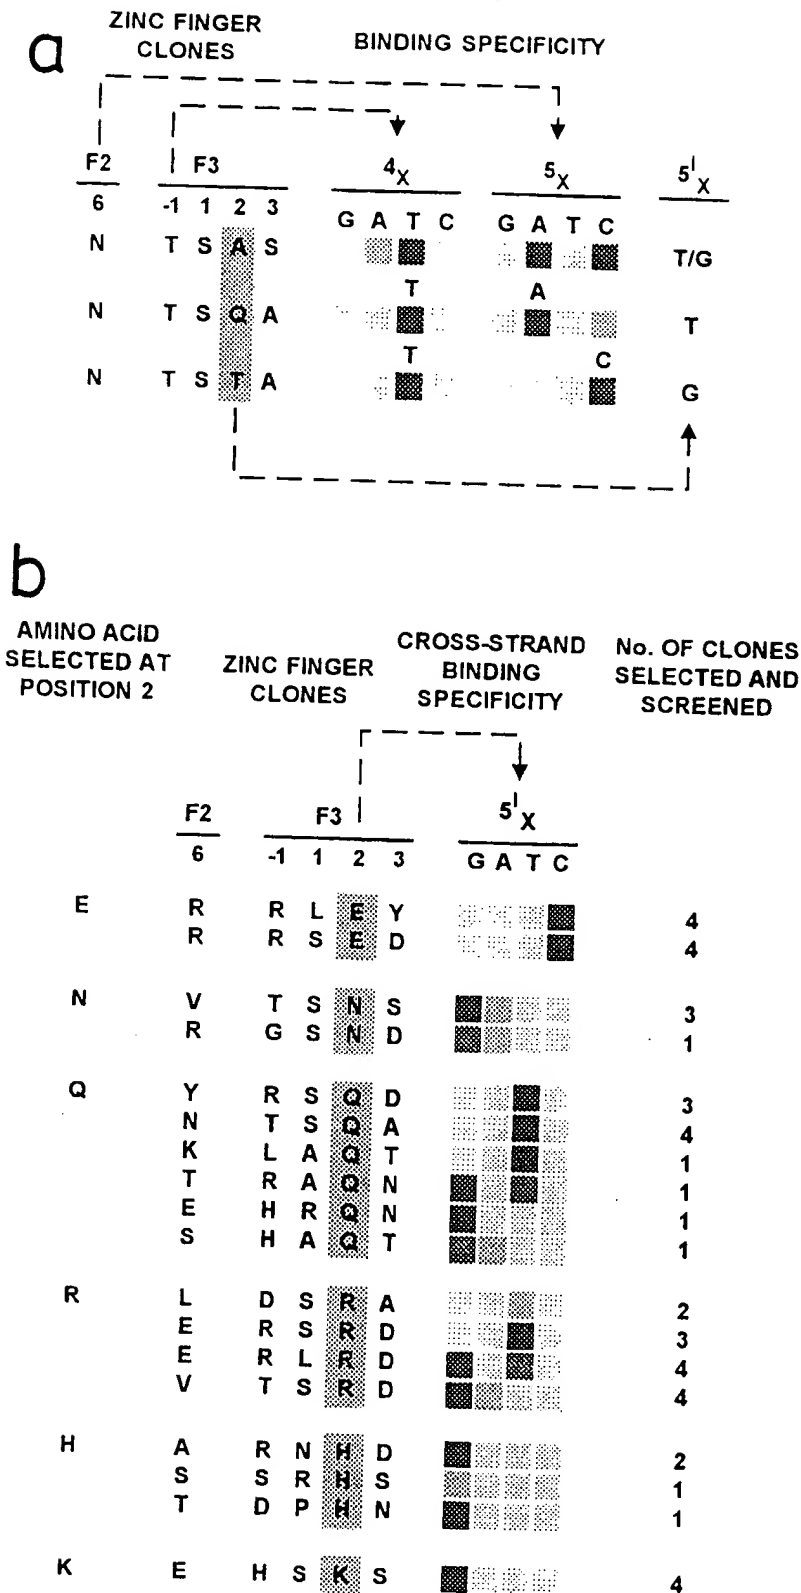 a
ZINC FINGER CLONES BINDING SPECIFICITY
F2 F3 4X 5X 5'X
6 -1 1 2 3 G A T C G A T C
N T S A S T/G
T A
N T S Q A T
T C
N T S T A G
b
AMINO ACID SELECTED AT POSITION 2 ZINC FINGER CLONES CROSS-STRAND BINDING SPECIFICITY No. OF CLONES SELECTED AND SCREENED
F2 F3 5'X
6 -1 1 2 3 G A T C
E R R L E Y 4
R R S E D 4
N V T S N S 3
R G S N D 1
Q Y R S Q D 3
N T S Q A 4
K L A Q T 1
T R A Q N 1
E H R Q N 1
S H A Q T 1
R L D S R A 2
E R S R D 3
E R L R D 4
V T S R D 4
H A R N H D 2
S S R H S 1
T D P H N 1
K E H S K S 4